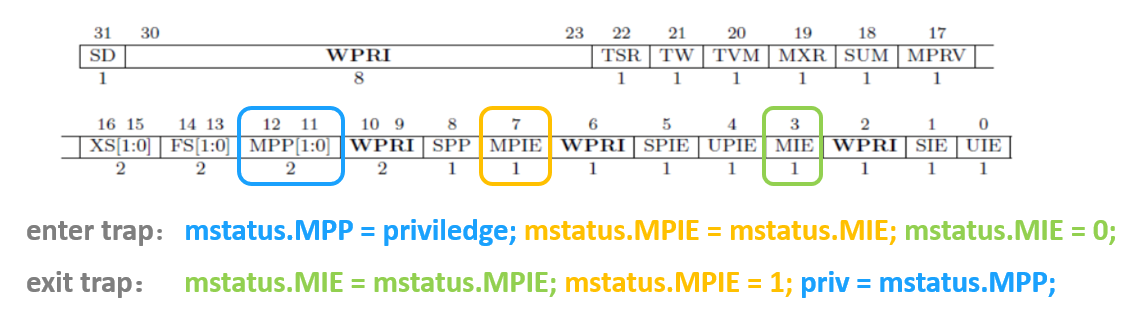 31 30 23 22 21 20 19 18 17
SD WPRI TSR TW TVM MXR SUM MPRV
1 8 1 1 1 1 1 1
16 15 14 13 12 11 10 9 8 7 6 5 4 3 2 1 0
XS[1:0] FS[1:0] MPP[1:0] WPRI SPP MPIE WPRI SPIE UPIE MIE WPRI SIE UIE
2 2 2 2 1 1 1 1 1 1 1 1 1
enter trap： mstatus.MPP = priviledge; mstatus.MPIE = mstatus.MIE; mstatus.MIE = 0;
exit trap： mstatus.MIE = mstatus.MPIE; mstatus.MPIE = 1; priv = mstatus.MPP;